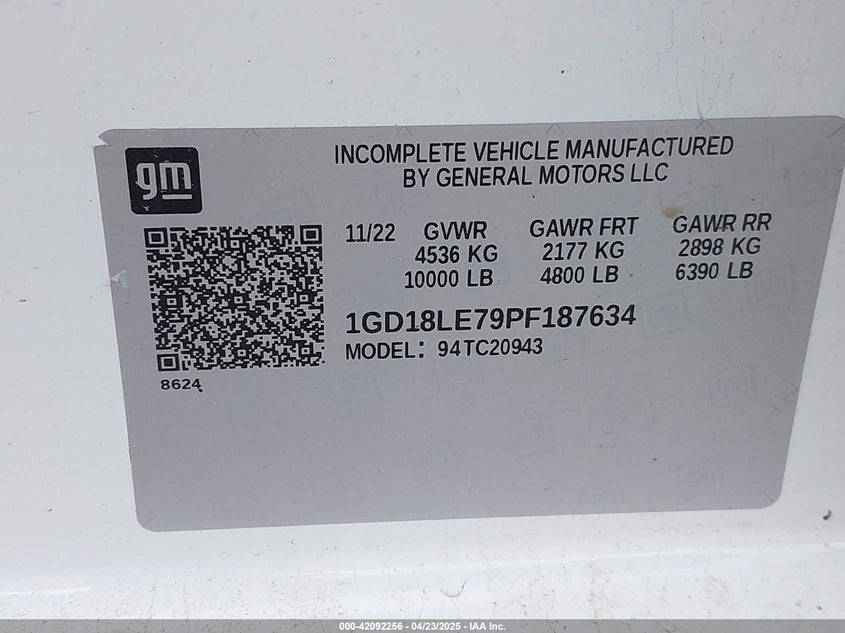 gm
INCOMPLETE VEHICLE MANUFACTURED
BY GENERAL MOTORS LLC
11/22 GVWR GAWR FRT GAWR RR
4536 KG 2177 KG 2898 KG
10000 LB 4800 LB 6390 LB
1GD18LE79PF187634
MODEL: 94TC20943
8624
000-42092256 - 04/23/2025 - IAA Inc.